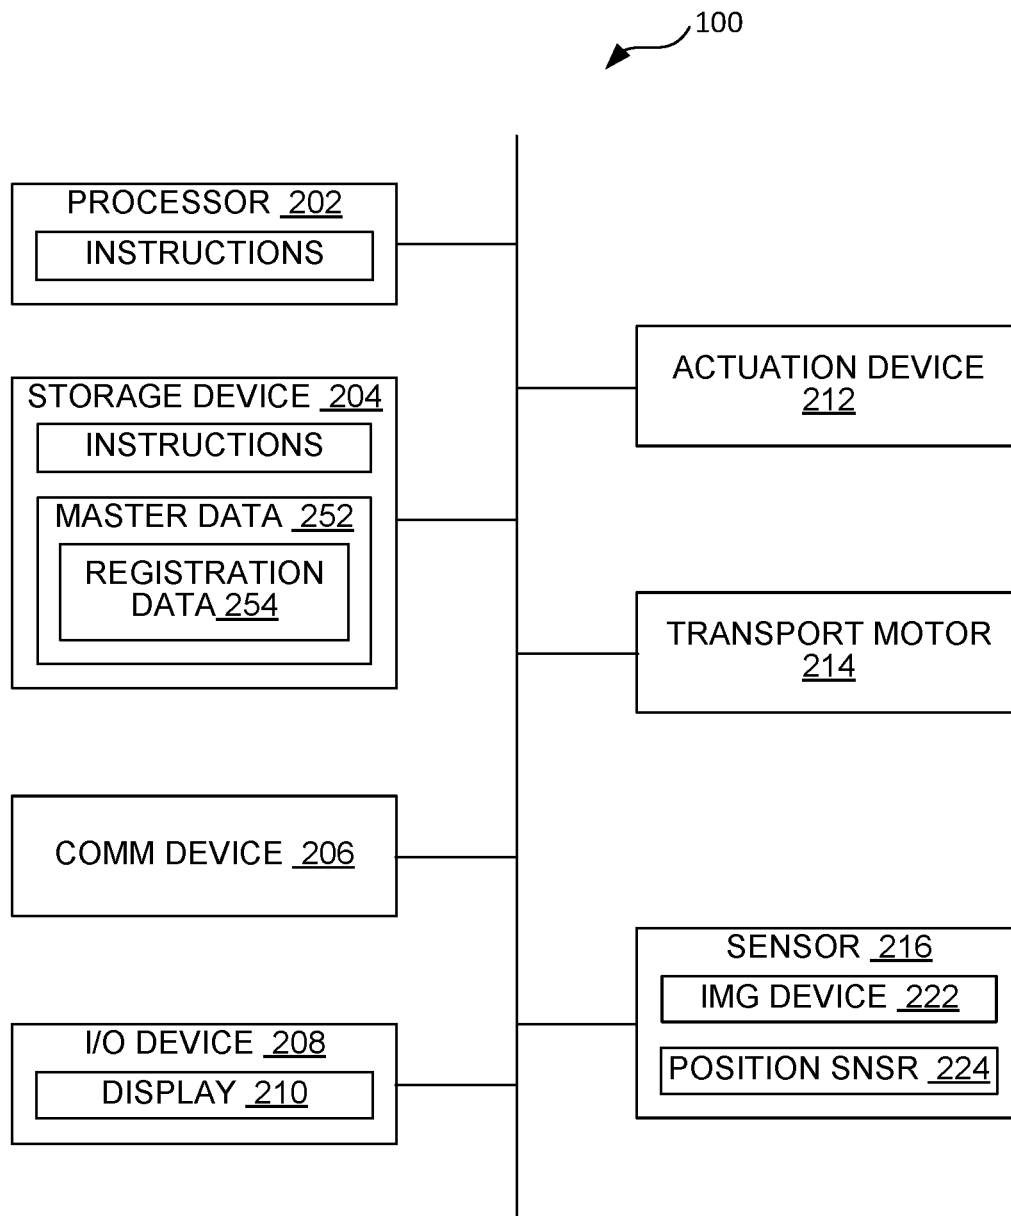 100
PROCESSOR 202
INSTRUCTIONS
STORAGE DEVICE 204
INSTRUCTIONS
MASTER DATA 252
REGISTRATION
DATA 254
COMM DEVICE 206
I/O DEVICE 208
DISPLAY 210
ACTUATION DEVICE
212
TRANSPORT MOTOR
214
SENSOR 216
IMG DEVICE 222
POSITION SNSR 224